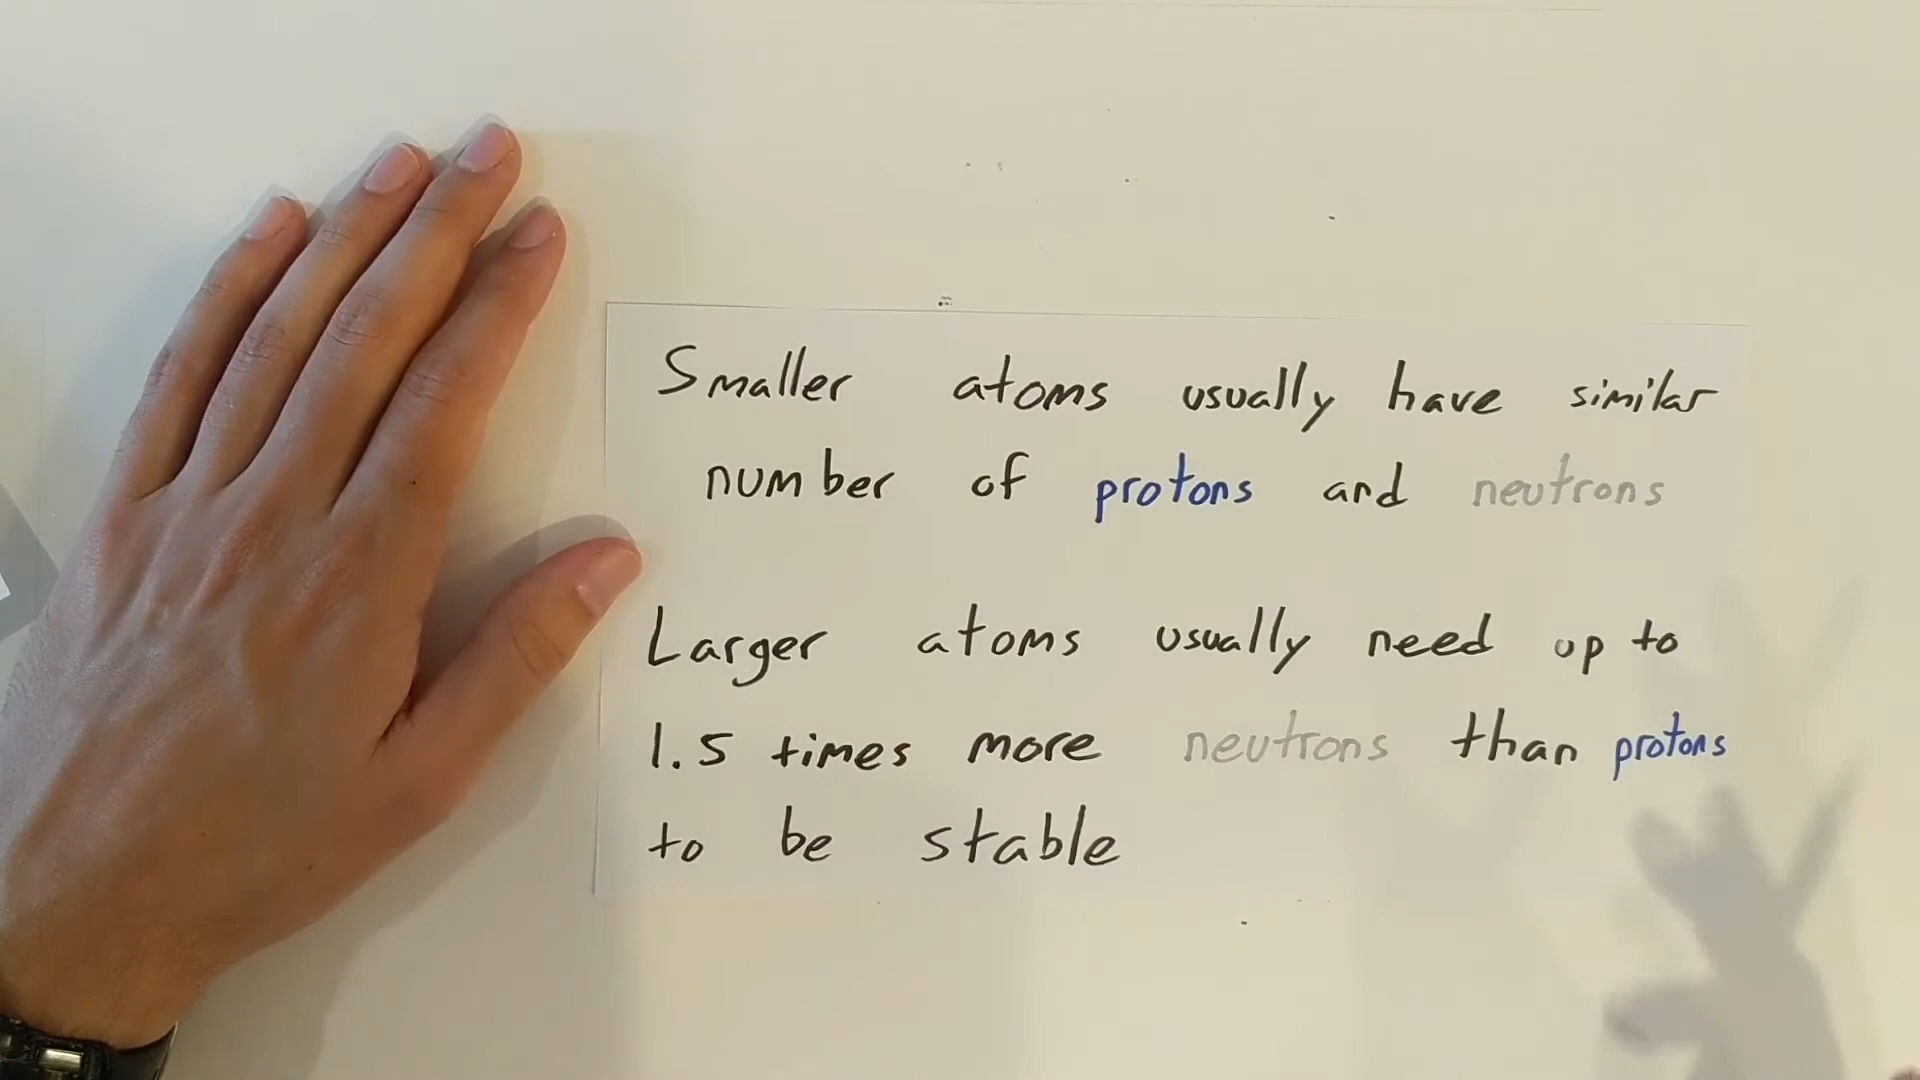 Smaller atoms usually have similar
number of protons and neutrons
Larger atoms usually need up to
1.5 times more neutrons than protons
to be stable